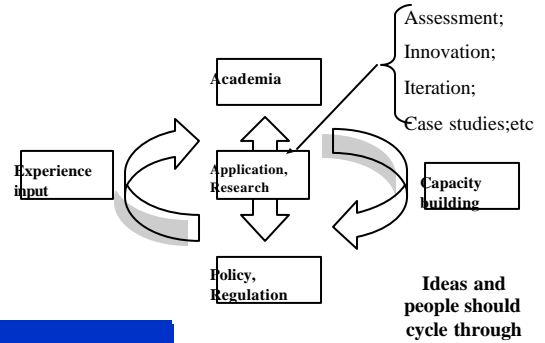 Assessment;
Innovation;
Iteration;
Case studies;etc
Academia
Experience
input
Application,
Research
Capacity
building
Policy,
Regulation
Ideas and
people should
cycle through